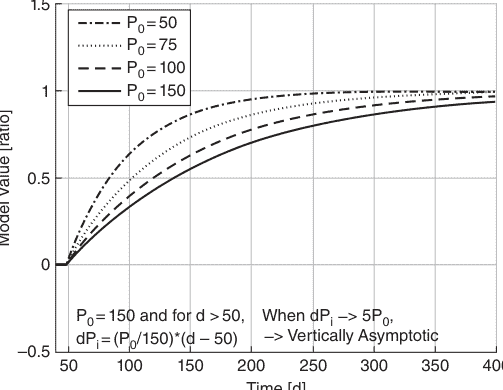 1.5
P0=50
P0=75
P0=100
P0=150
1
0.5
0
−0.5
Model value [ratio]
P0=150 and for d >50, When dPi −> 5P0,
dPi=(P0/150)*(d − 50) −> Vertically Asymptotic
50 100 150 200 250 300 350
Time [d]